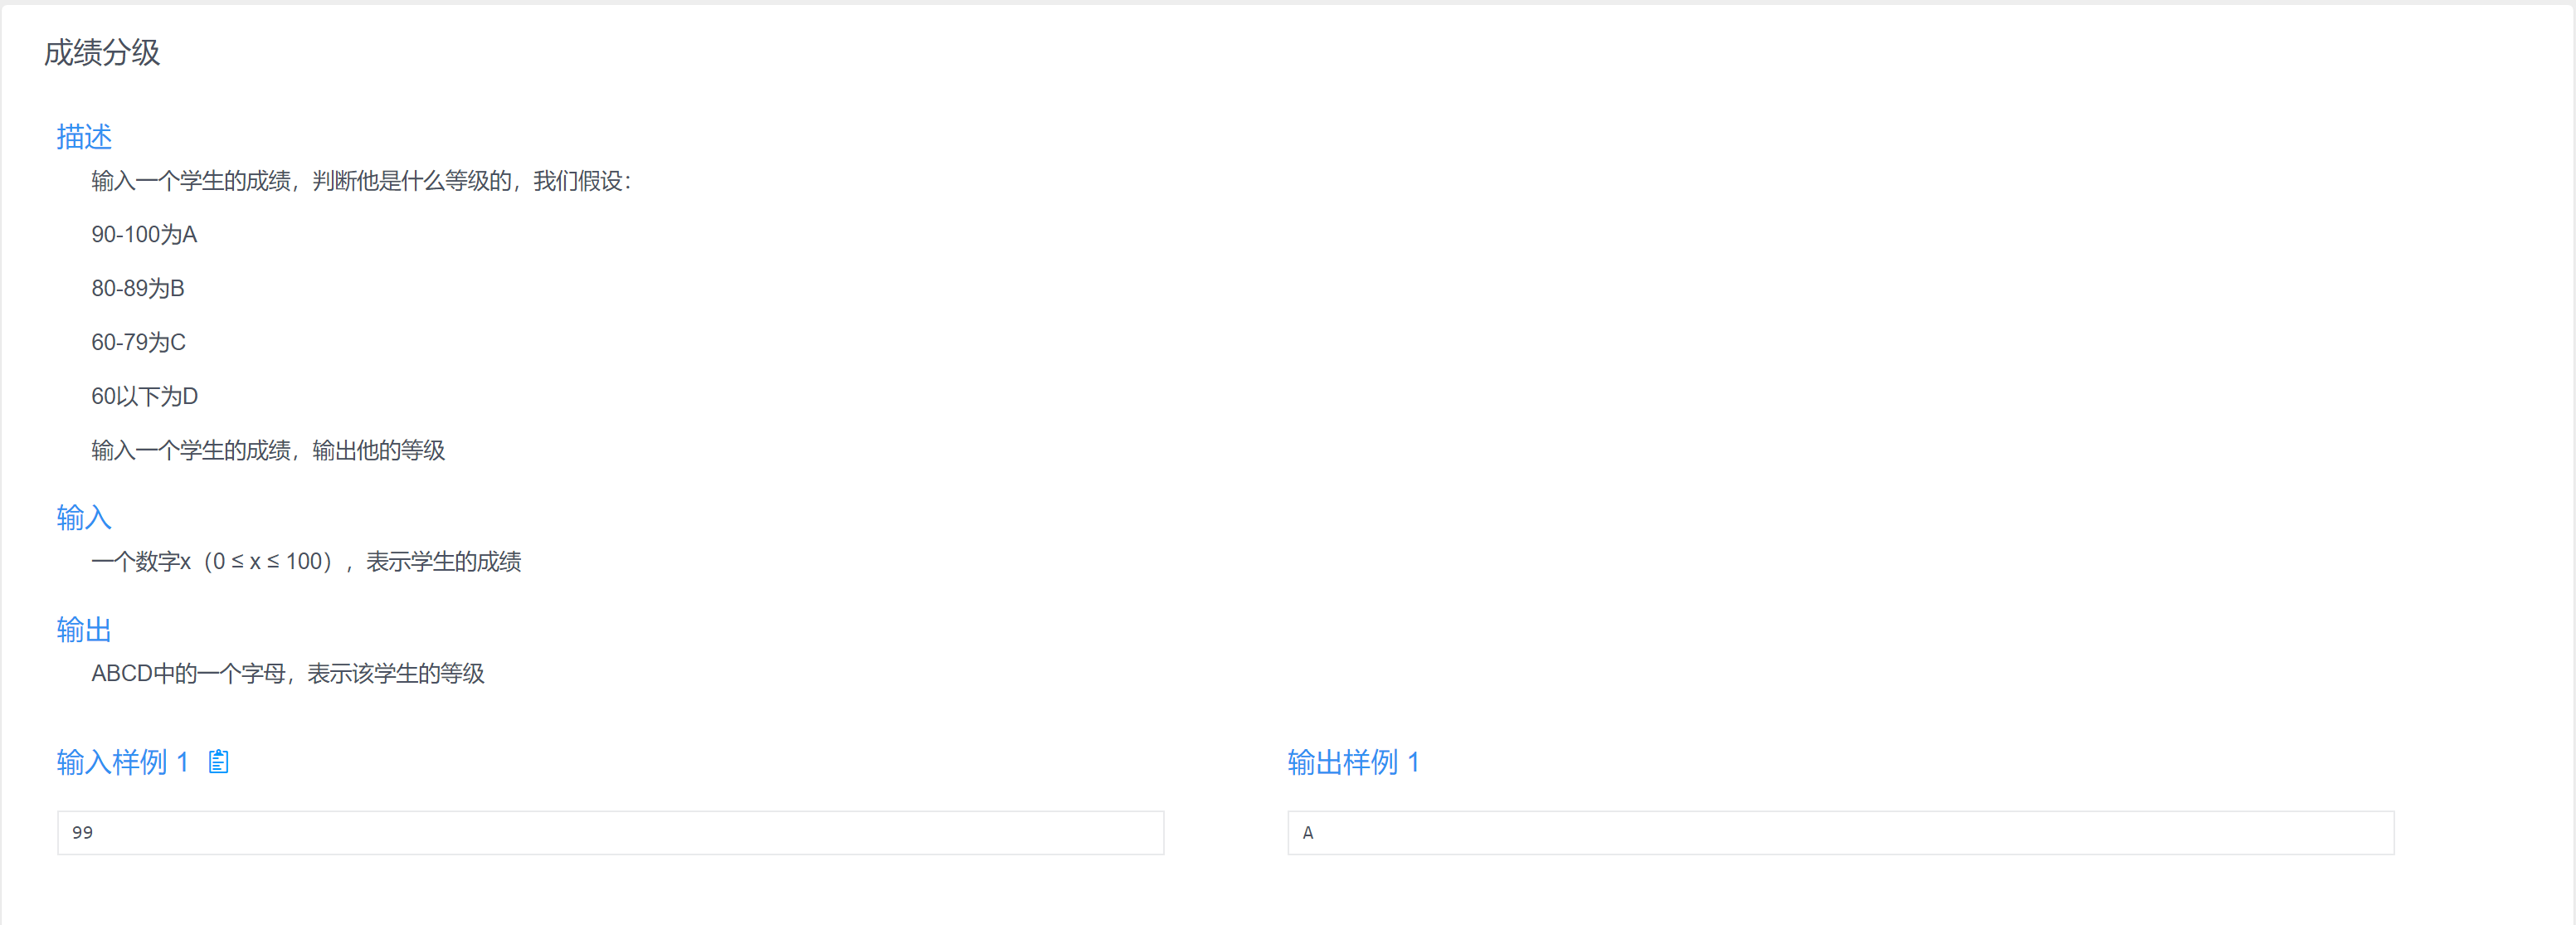 成绩分级
描述
输入一个学生的成绩，判断他是什么等级的，我们假设：
90-100为A
80-89为B
60-79为C
60以下为D
输入一个学生的成绩，输出他的等级
输入
一个数字x（0 ≤ x ≤ 100），表示学生的成绩
输出
ABCD中的一个字母，表示该学生的等级
输入样例 1
输出样例 1
99
A